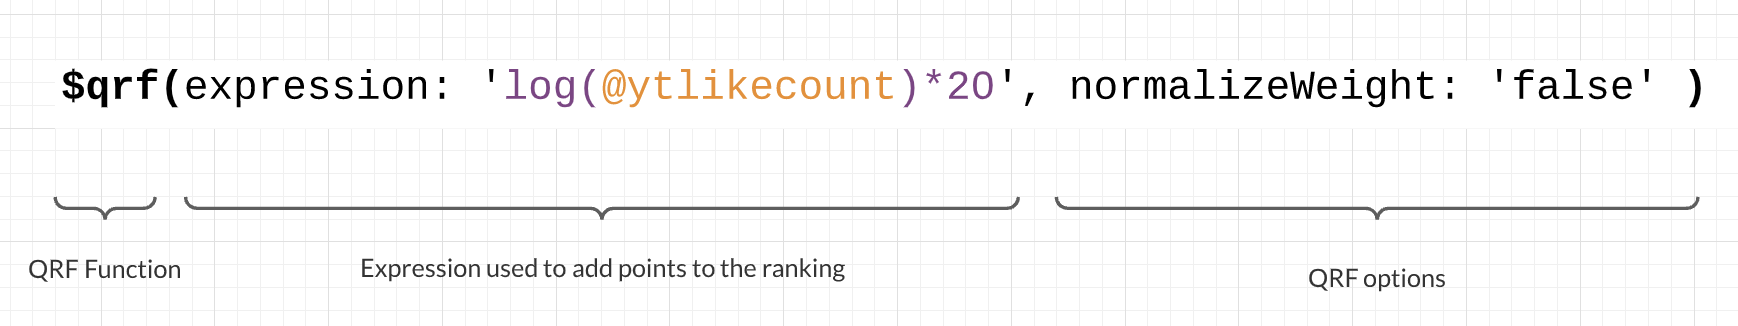 $qrf(expression: 'log(@ytlikecount)*20', normalizeWeight: 'false' )
QRF Function
Expression used to add points to the ranking
QRF options